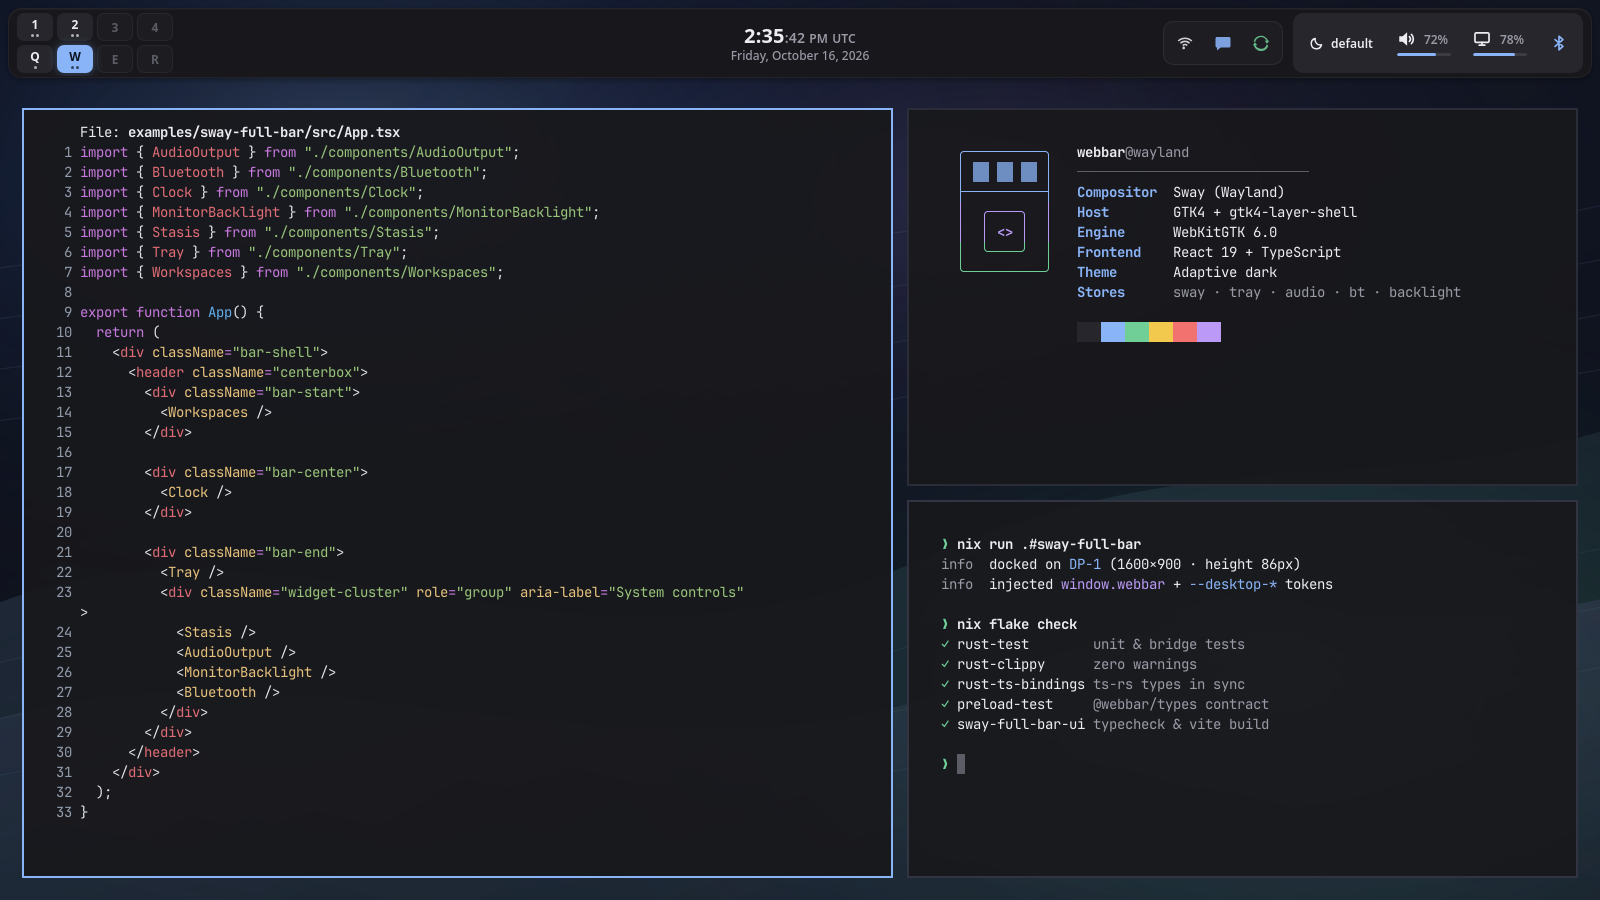 1 2 3 4
Q W E R
2:35:42 PM UTC
Friday, October 16, 2026
default 72% 78%
File: examples/sway-full-bar/src/App.tsx
1 import { AudioOutput } from "./components/AudioOutput";
2 import { Bluetooth } from "./components/Bluetooth";
3 import { Clock } from "./components/Clock";
4 import { MonitorBacklight } from "./components/MonitorBacklight";
5 import { Stasis } from "./components/Stasis";
6 import { Tray } from "./components/Tray";
7 import { Workspaces } from "./components/Workspaces";
8
9 export function App() {
10   return (
11     <div className="bar-shell">
12       <header className="centerbox">
13         <div className="bar-start">
14           <Workspaces />
15         </div>
16
17         <div className="bar-center">
18           <Clock />
19         </div>
20
21         <div className="bar-end">
22           <Tray />
23           <div className="widget-cluster" role="group" aria-label="System controls"
>
24             <Stasis />
25             <AudioOutput />
26             <MonitorBacklight />
27             <Bluetooth />
28           </div>
29         </div>
30       </header>
31     </div>
32   );
33 }
<>
webbar@wayland
Compositor Sway (Wayland)
Host GTK4 + gtk4-layer-shell
Engine WebKitGTK 6.0
Frontend React 19 + TypeScript
Theme Adaptive dark
Stores sway · tray · audio · bt · backlight
❫ nix run .#sway-full-bar
info docked on DP-1 (1600×900 · height 86px)
info injected window.webbar + --desktop-* tokens
❫ nix flake check
✓ rust-test unit & bridge tests
✓ rust-clippy zero warnings
✓ rust-ts-bindings ts-rs types in sync
✓ preload-test @webbar/types contract
✓ sway-full-bar-ui typecheck & vite build
❫